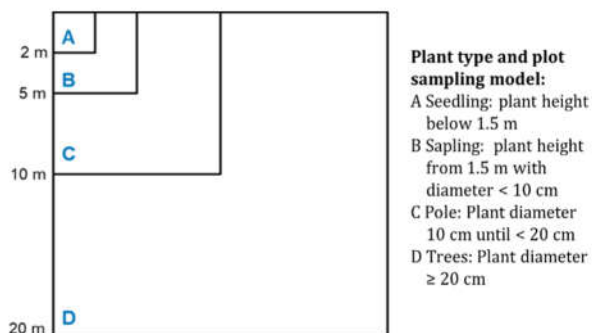 A
2 m
B
5 m
C
10 m
D
20 m
Plant type and plot
sampling model:
A Seedling: plant height
below 1.5 m
B Sapling: plant height
from 1.5 m with
diameter < 10 cm
C Pole: Plant diameter
10 cm until < 20 cm
D Trees: Plant diameter
≥ 20 cm